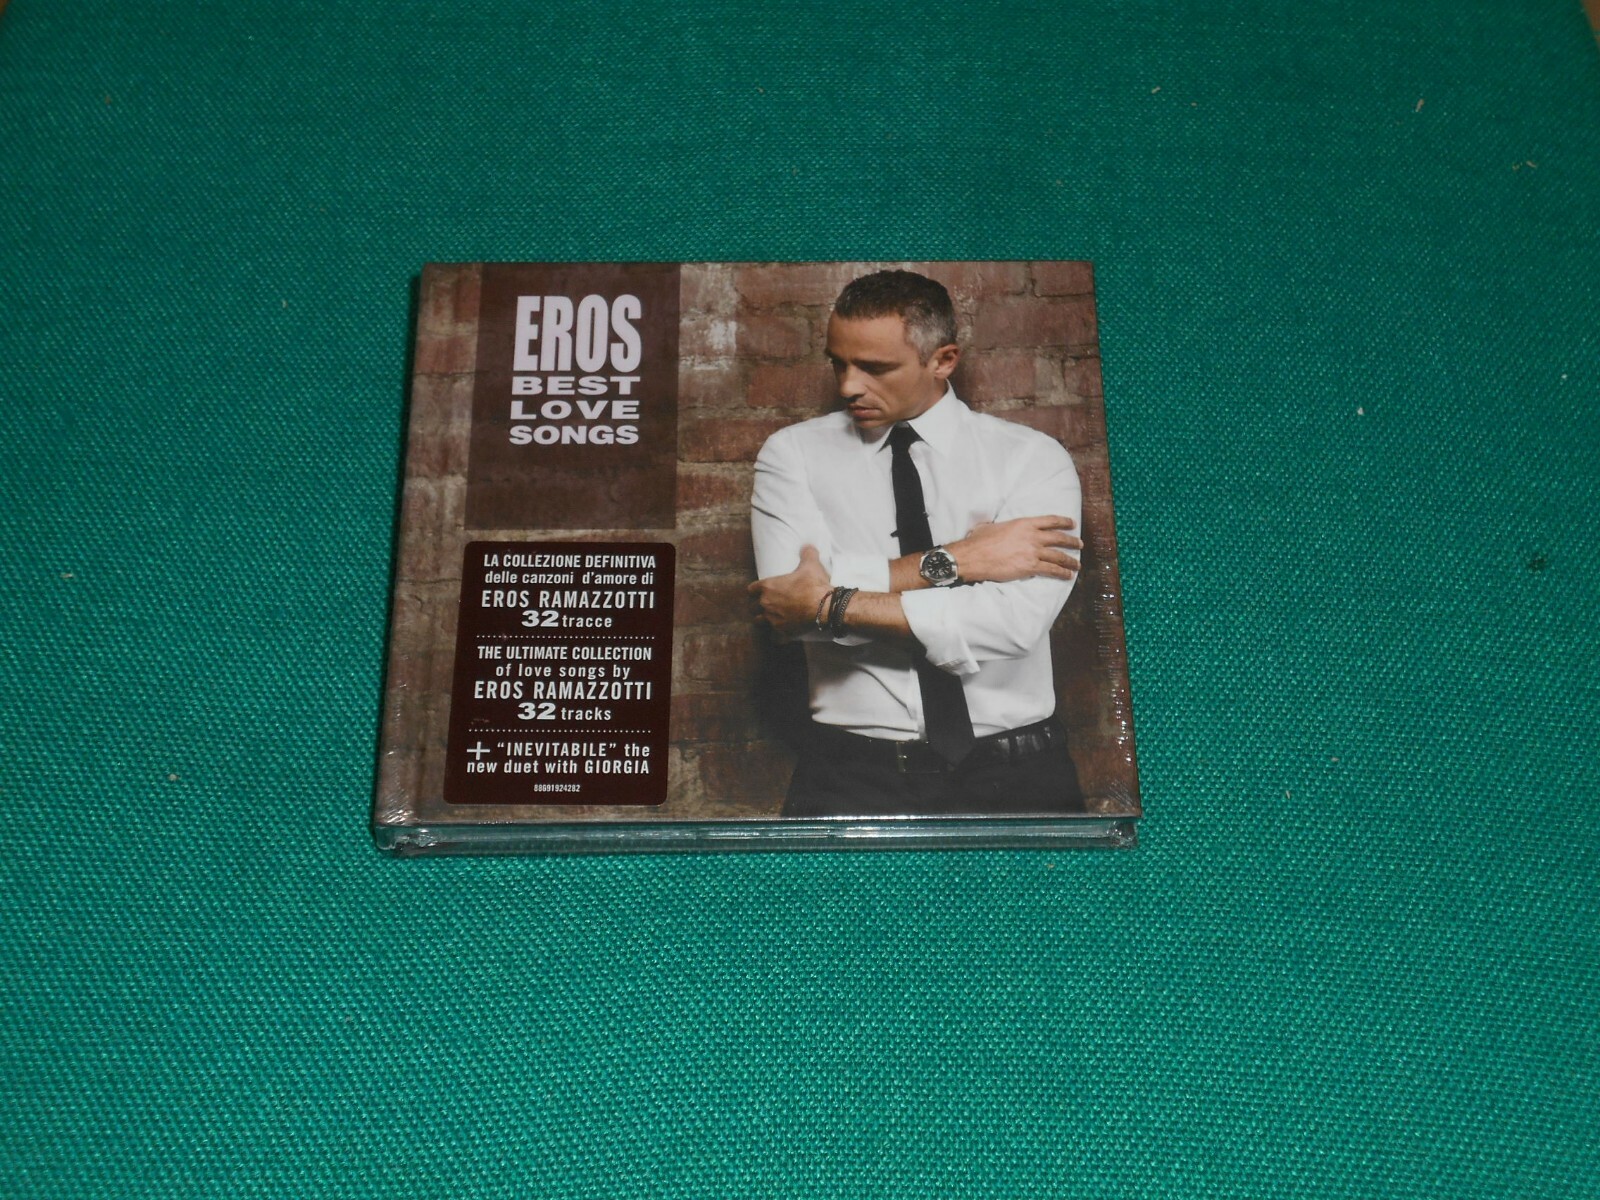 EROS
BEST
LOVE
SONGS
LA COLLEZIONE DEFINITIVA
delle canzoni d'amore di
EROS RAMAZZOTTI
32 tracce
THE ULTIMATE COLLECTION
of love songs by
EROS RAMAZZOTTI
32 tracks
+ "INEVITABILE" the
new duet with GIORGIA
88691924282